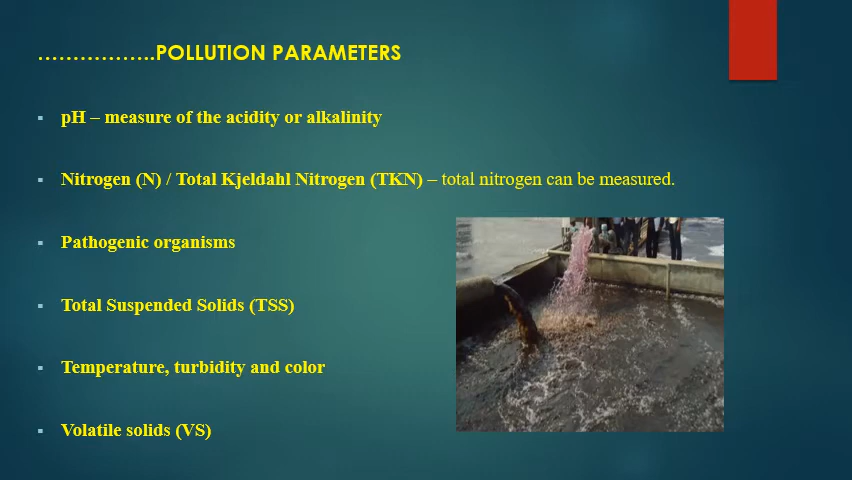 ……………..POLLUTION PARAMETERS
▪ pH – measure of the acidity or alkalinity
▪ Nitrogen (N) / Total Kjeldahl Nitrogen (TKN) – total nitrogen can be measured.
▪ Pathogenic organisms
▪ Total Suspended Solids (TSS)
▪ Temperature, turbidity and color
▪ Volatile solids (VS)